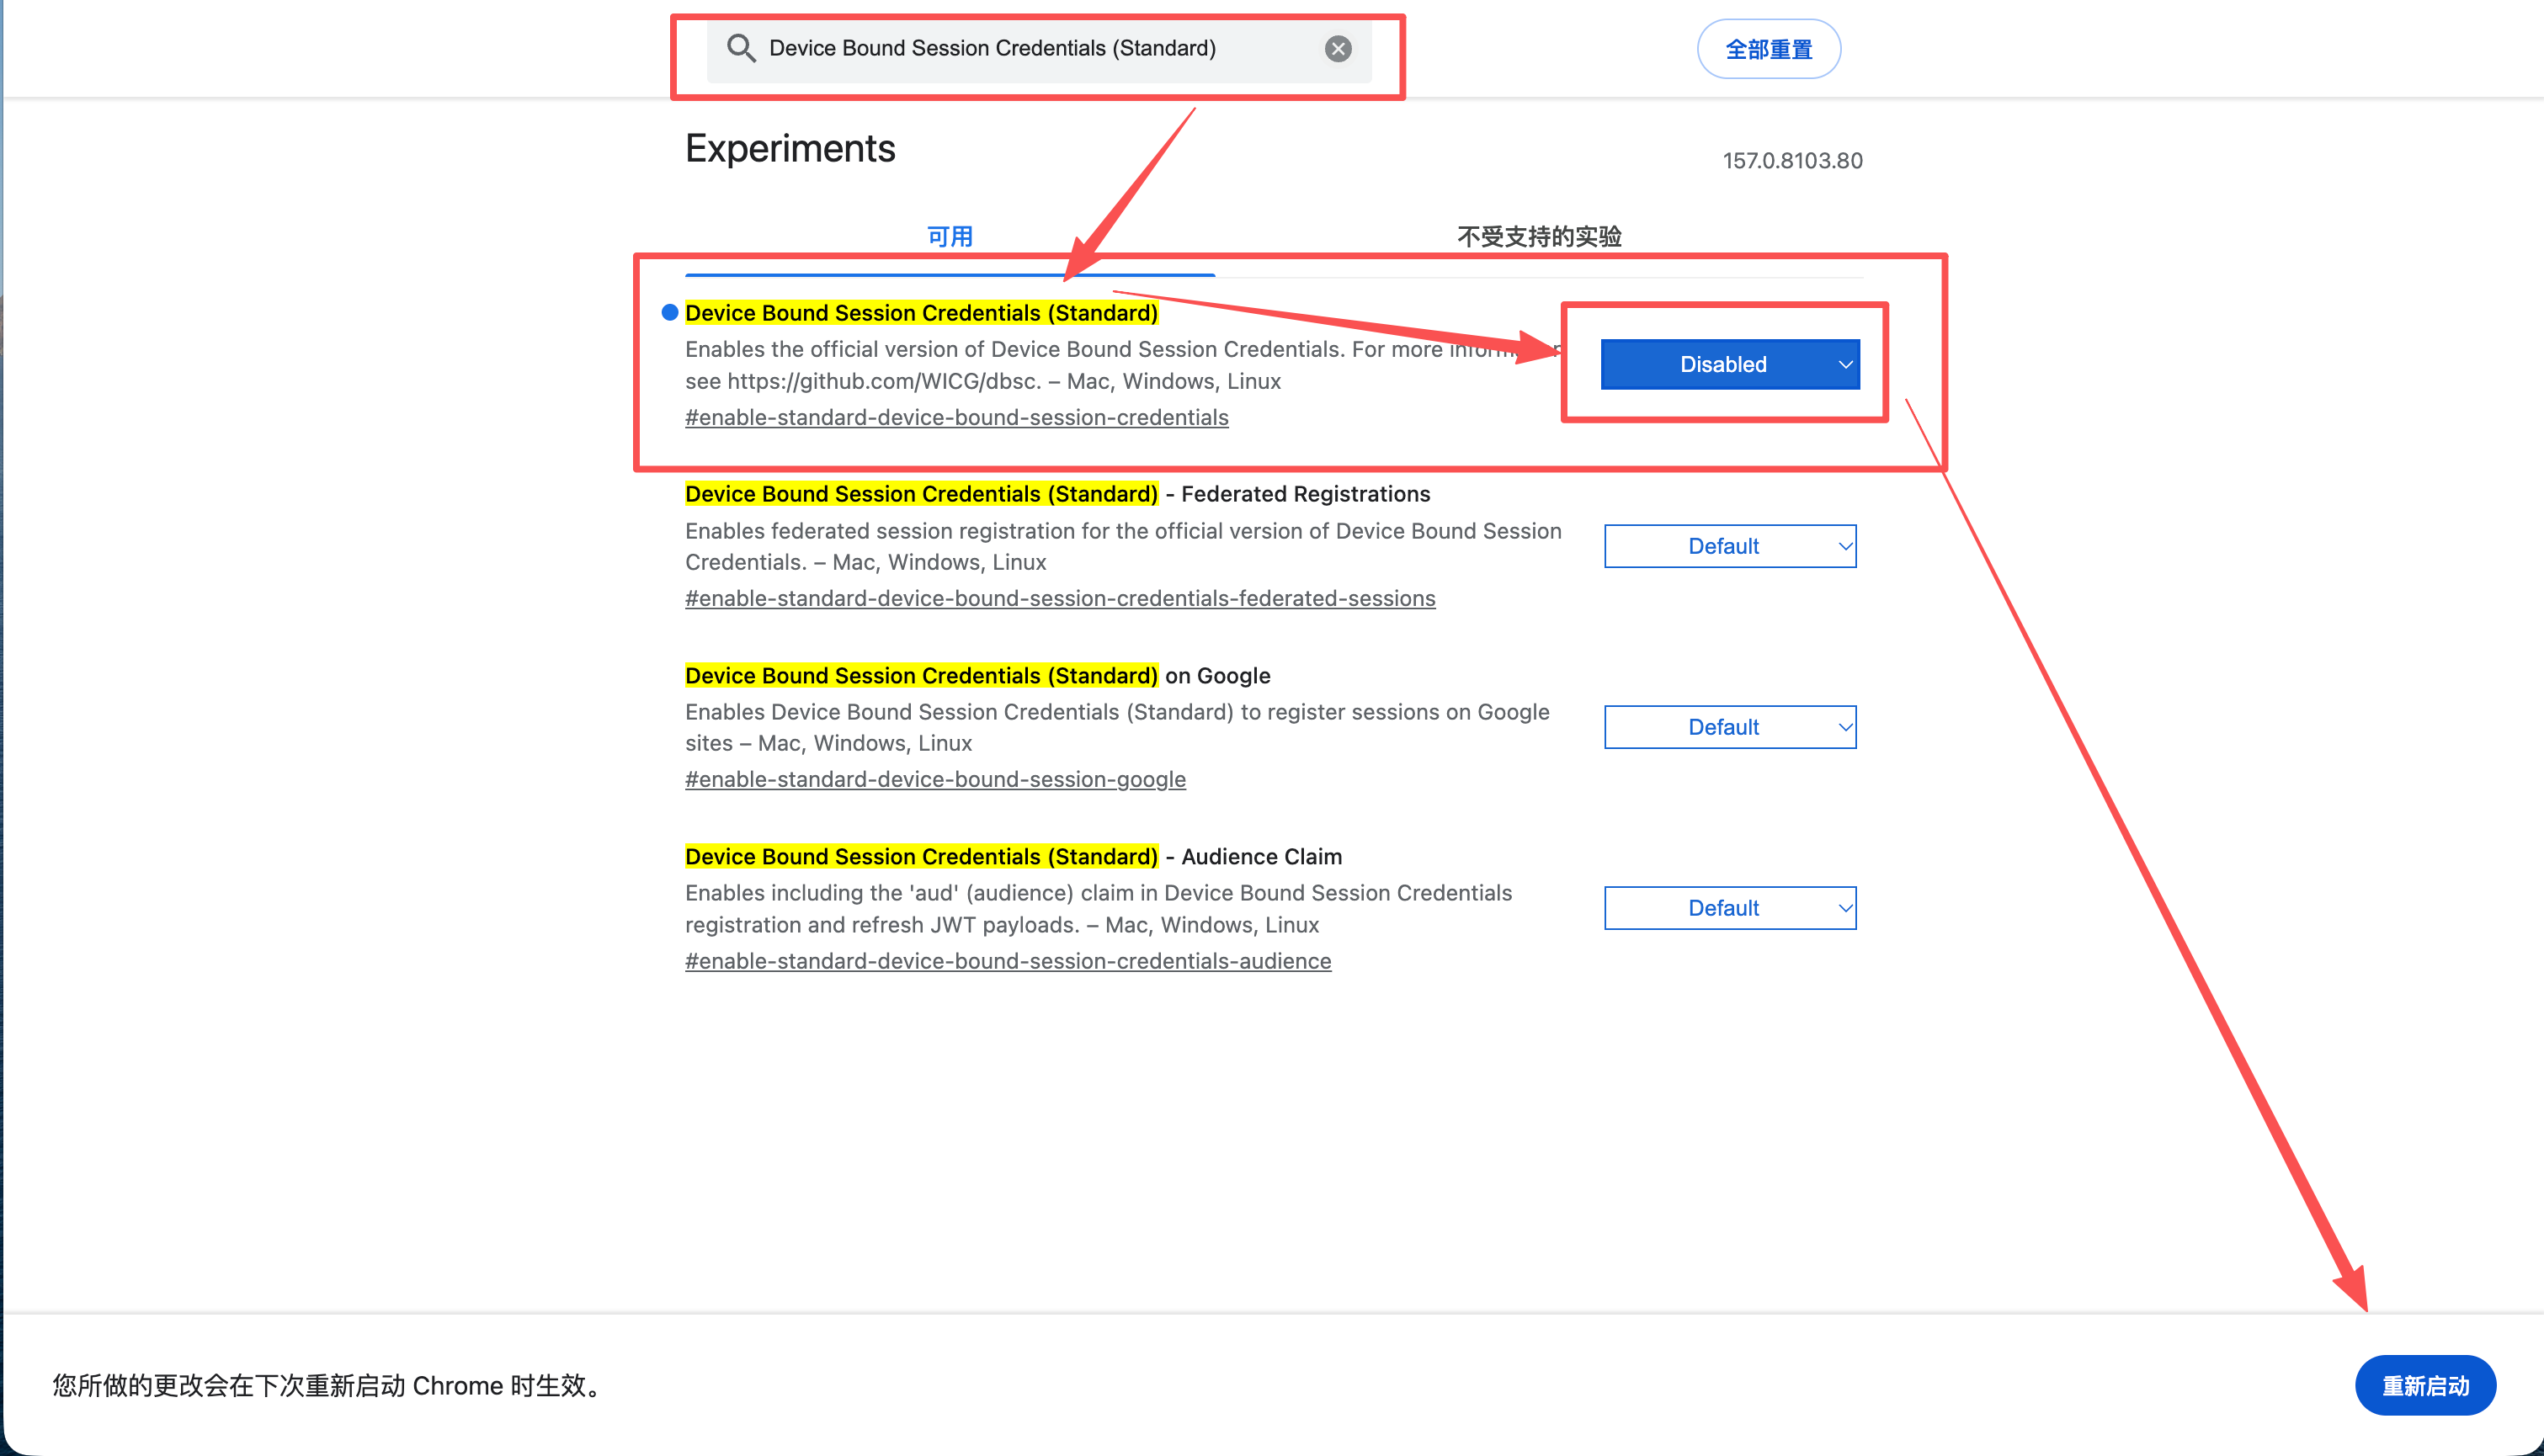 Device Bound Session Credentials (Standard)
全部重置
Experiments
157.0.8103.80
可用
不受支持的实验
Device Bound Session Credentials (Standard)
Enables the official version of Device Bound Session Credentials. For more
see https://github.com/WICG/dbsc. – Mac, Windows, Linux
#enable-standard-device-bound-session-credentials
Disabled
Device Bound Session Credentials (Standard) - Federated Registrations
Enables federated session registration for the official version of Device Bound Session
Credentials. – Mac, Windows, Linux
#enable-standard-device-bound-session-credentials-federated-sessions
Default
Device Bound Session Credentials (Standard) on Google
Enables Device Bound Session Credentials (Standard) to register sessions on Google
sites – Mac, Windows, Linux
#enable-standard-device-bound-session-google
Default
Device Bound Session Credentials (Standard) - Audience Claim
Enables including the 'aud' (audience) claim in Device Bound Session Credentials
registration and refresh JWT payloads. – Mac, Windows, Linux
#enable-standard-device-bound-session-credentials-audience
Default
您所做的更改会在下次重新启动 Chrome 时生效。
重新启动